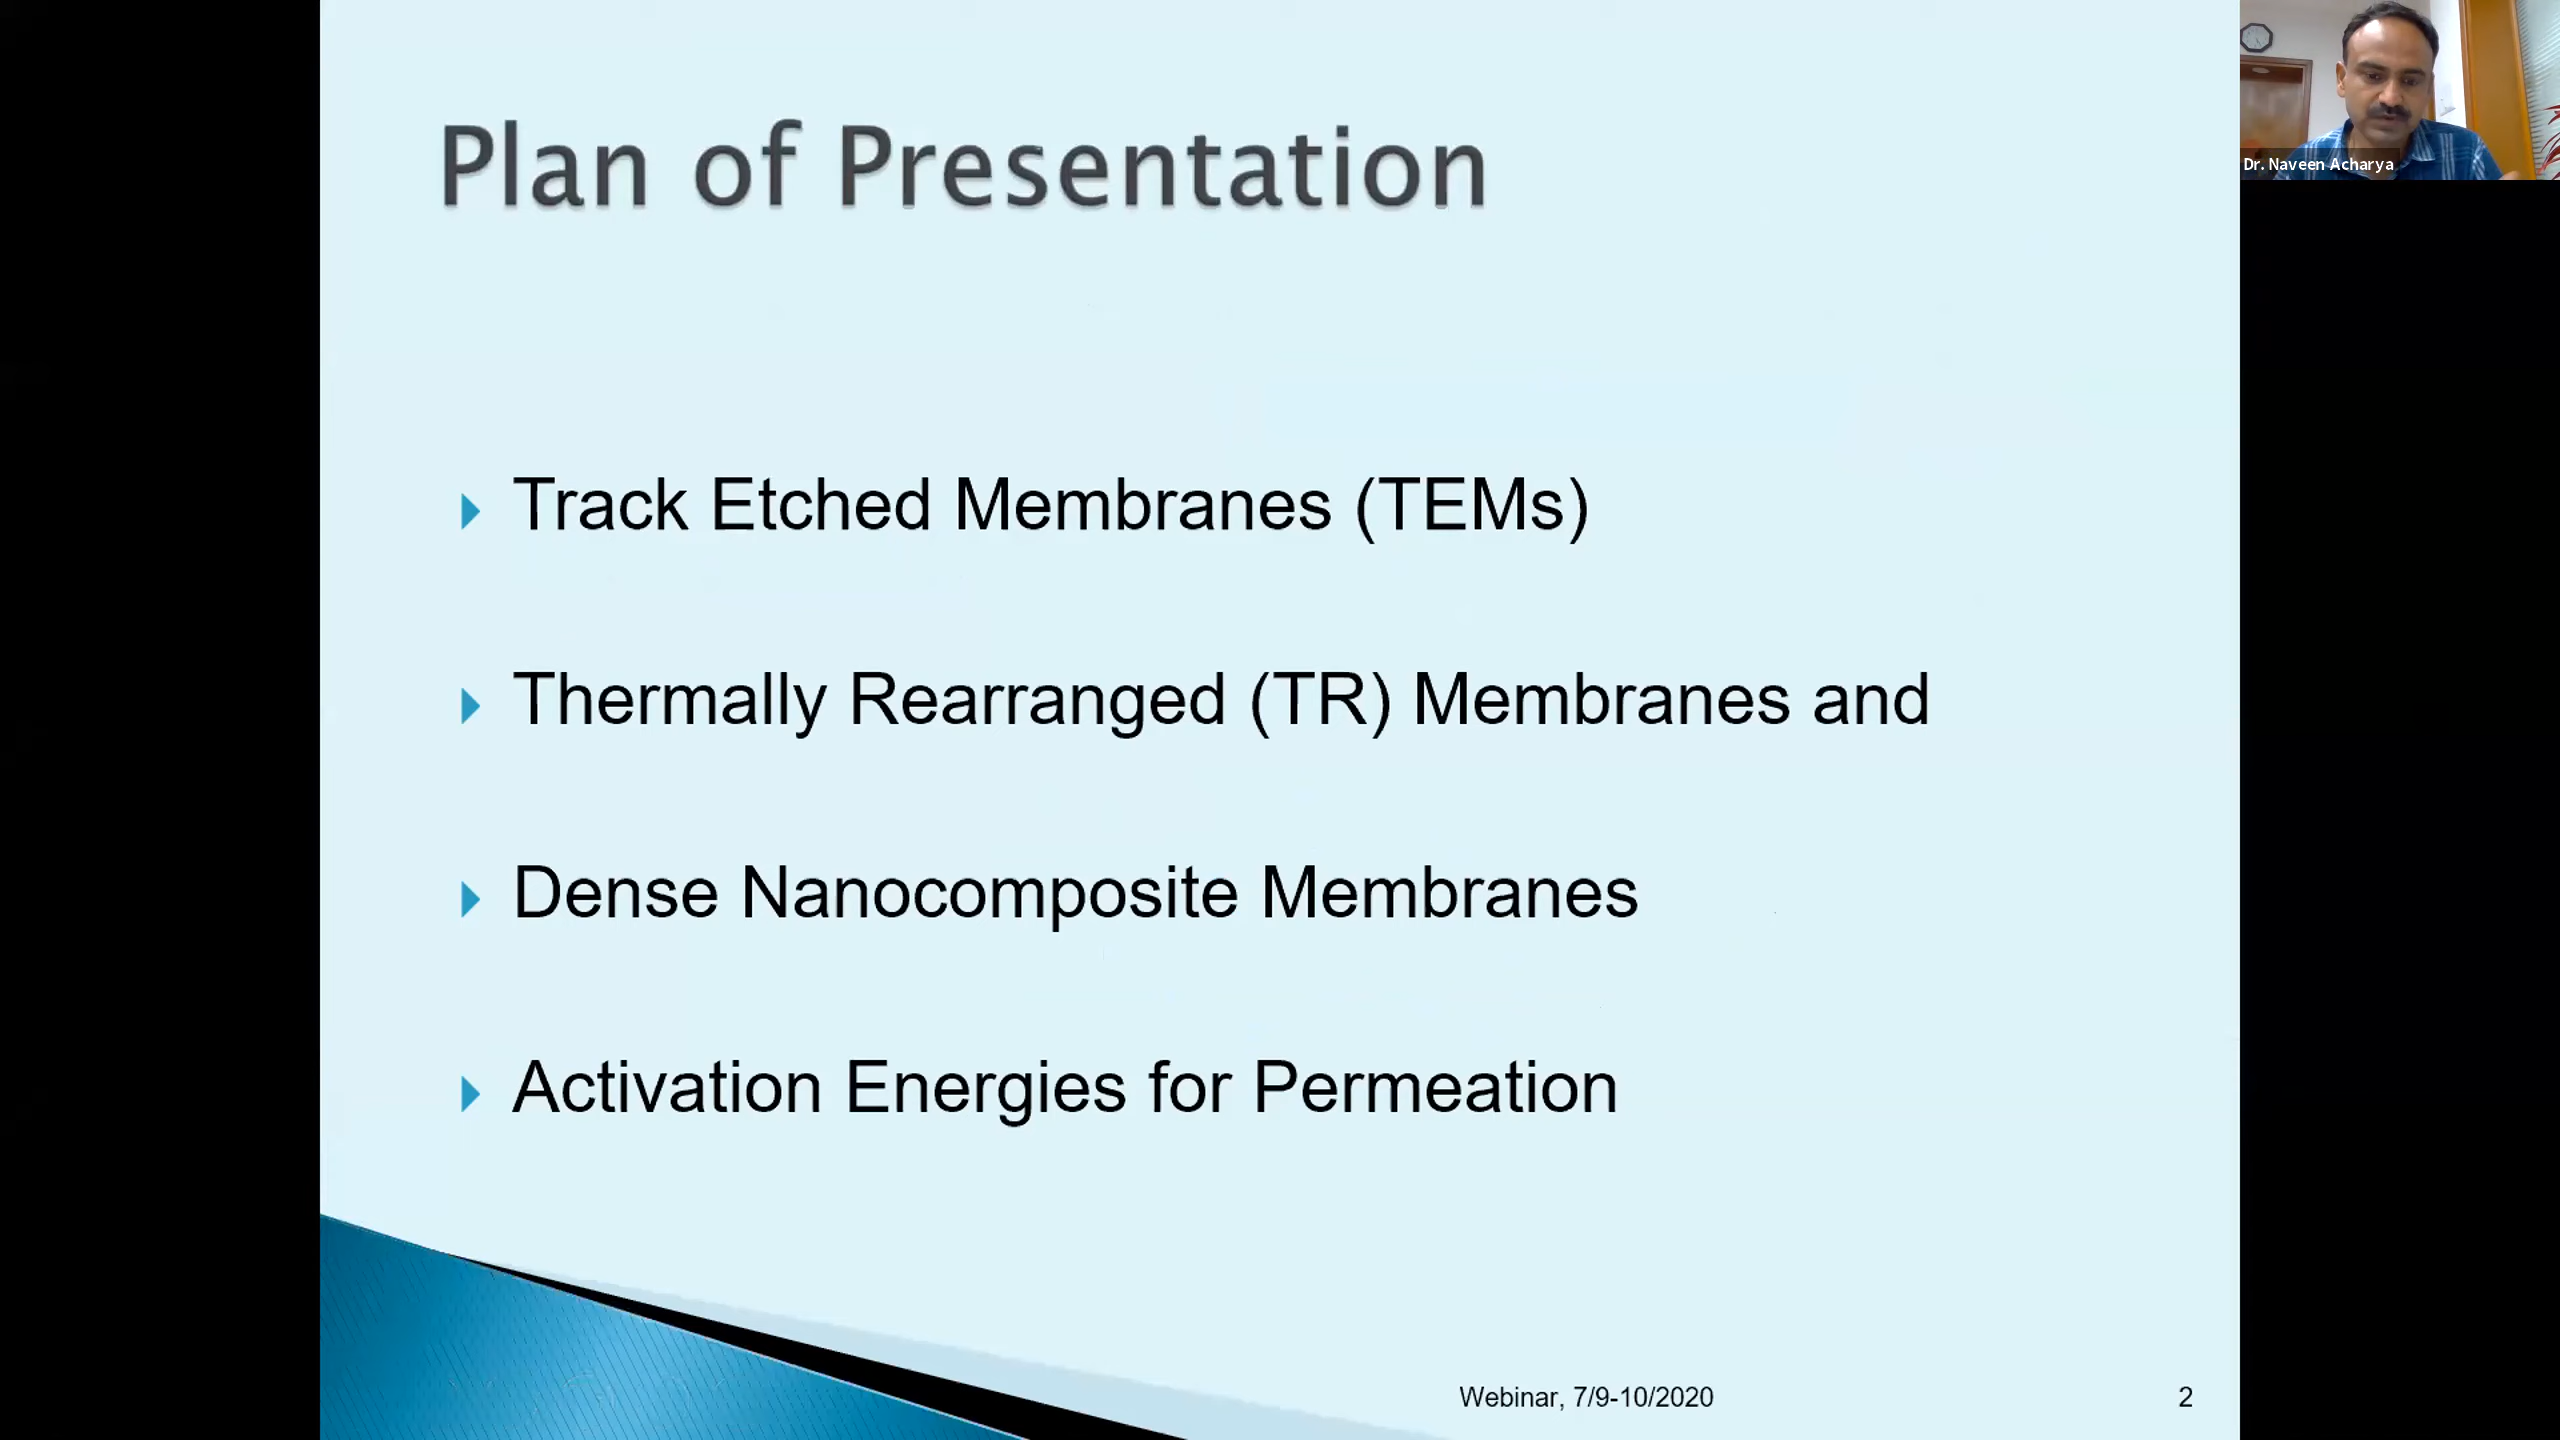 Plan of Presentation
Dr. Naveen Acharya
Track Etched Membranes (TEMs)
Thermally Rearranged (TR) Membranes and
Dense Nanocomposite Membranes
Activation Energies for Permeation
Webinar, 7/9-10/2020
2